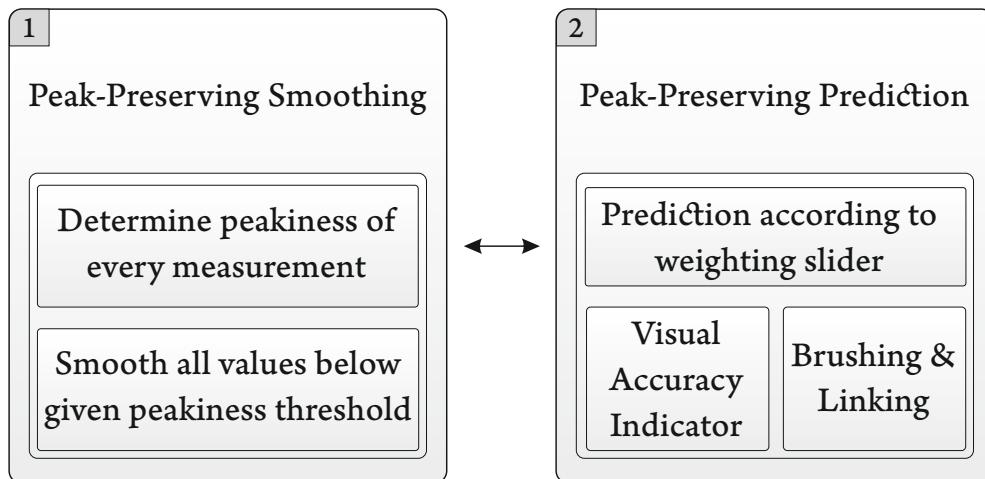 1
Peak-Preserving Smoothing
Determine peakiness of
every measurement
Smooth all values below
given peakiness threshold
2
Peak-Preserving Prediction
Prediction according to
weighting slider
Visual
Accuracy
Indicator
Brushing &
Linking